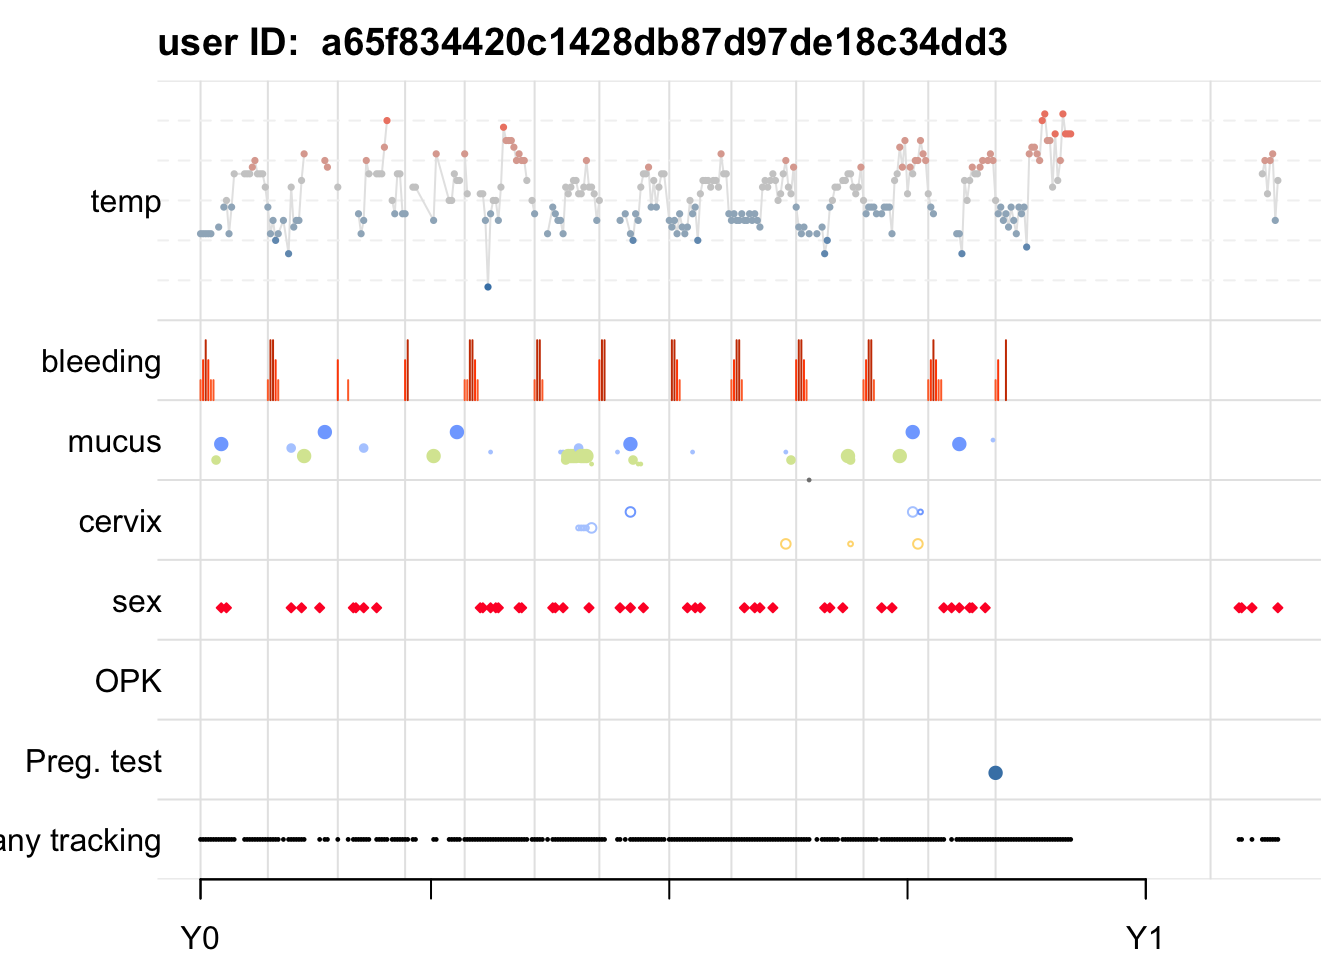 user ID:  a65f834420c1428db87d97de18c34dd3
temp
bleeding
mucus
cervix
sex
OPK
Preg. test
any tracking
Y0
Y1